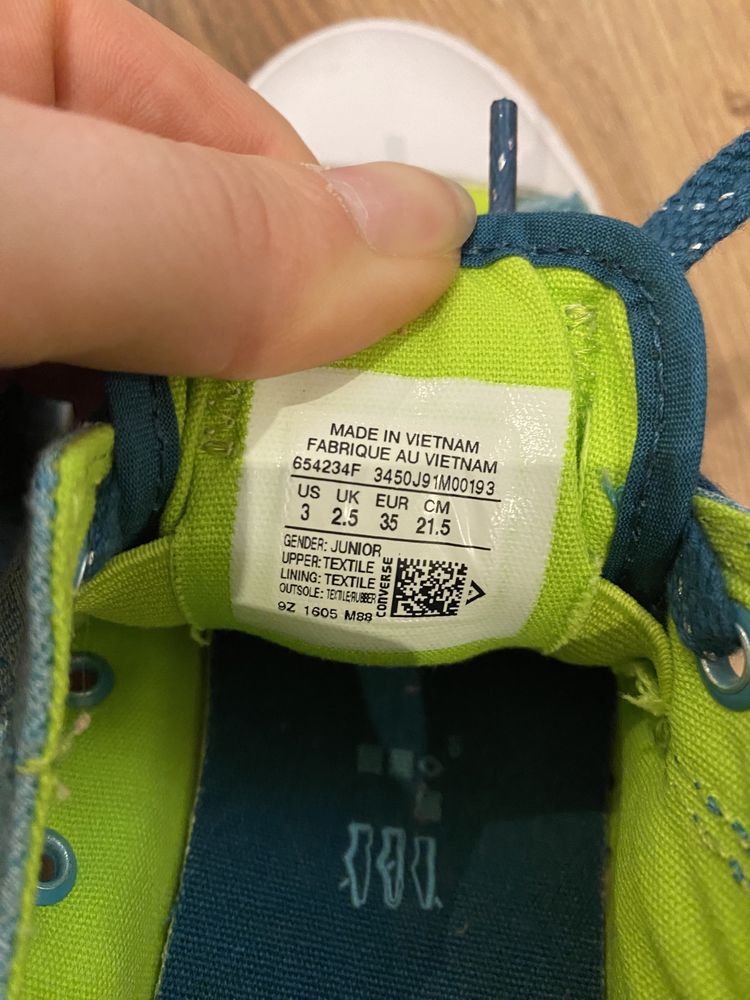 MADE IN VIETNAM
FABRIQUE AU VIETNAM
654234F 3450J91M00193
US UK EUR CM
3 2.5 35 21.5
GENDER: JUNIOR
UPPER: TEXTILE
LINING: TEXTILE
OUTSOLE: TEXTILE/RUBBER
9Z 1605 M88
CONVERSE